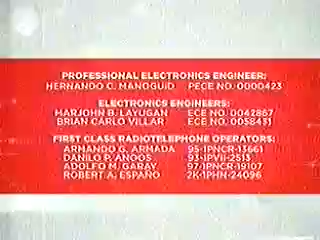 PROFESSIONAL ELECTRONICS ENGINEER:
HERNANDO C. MANOGUID PECE NO. 0000423
ELECTRONICS ENGINEERS:
MARJOHN B. LAYUGAN ECE NO. 0042867
BRIAN CARLO VILLAR ECE NO. 0038431
FIRST CLASS RADIOTELEPHONE OPERATORS:
ARMANDO G. ARMADA 95-1PNCR-13661
DANILO P. ANOOS 93-1PVII-2513
ADOLFO M. GABAY 97-1PNCR-19107
ROBERT A. ESPAÑO 2K-1PHN-24096